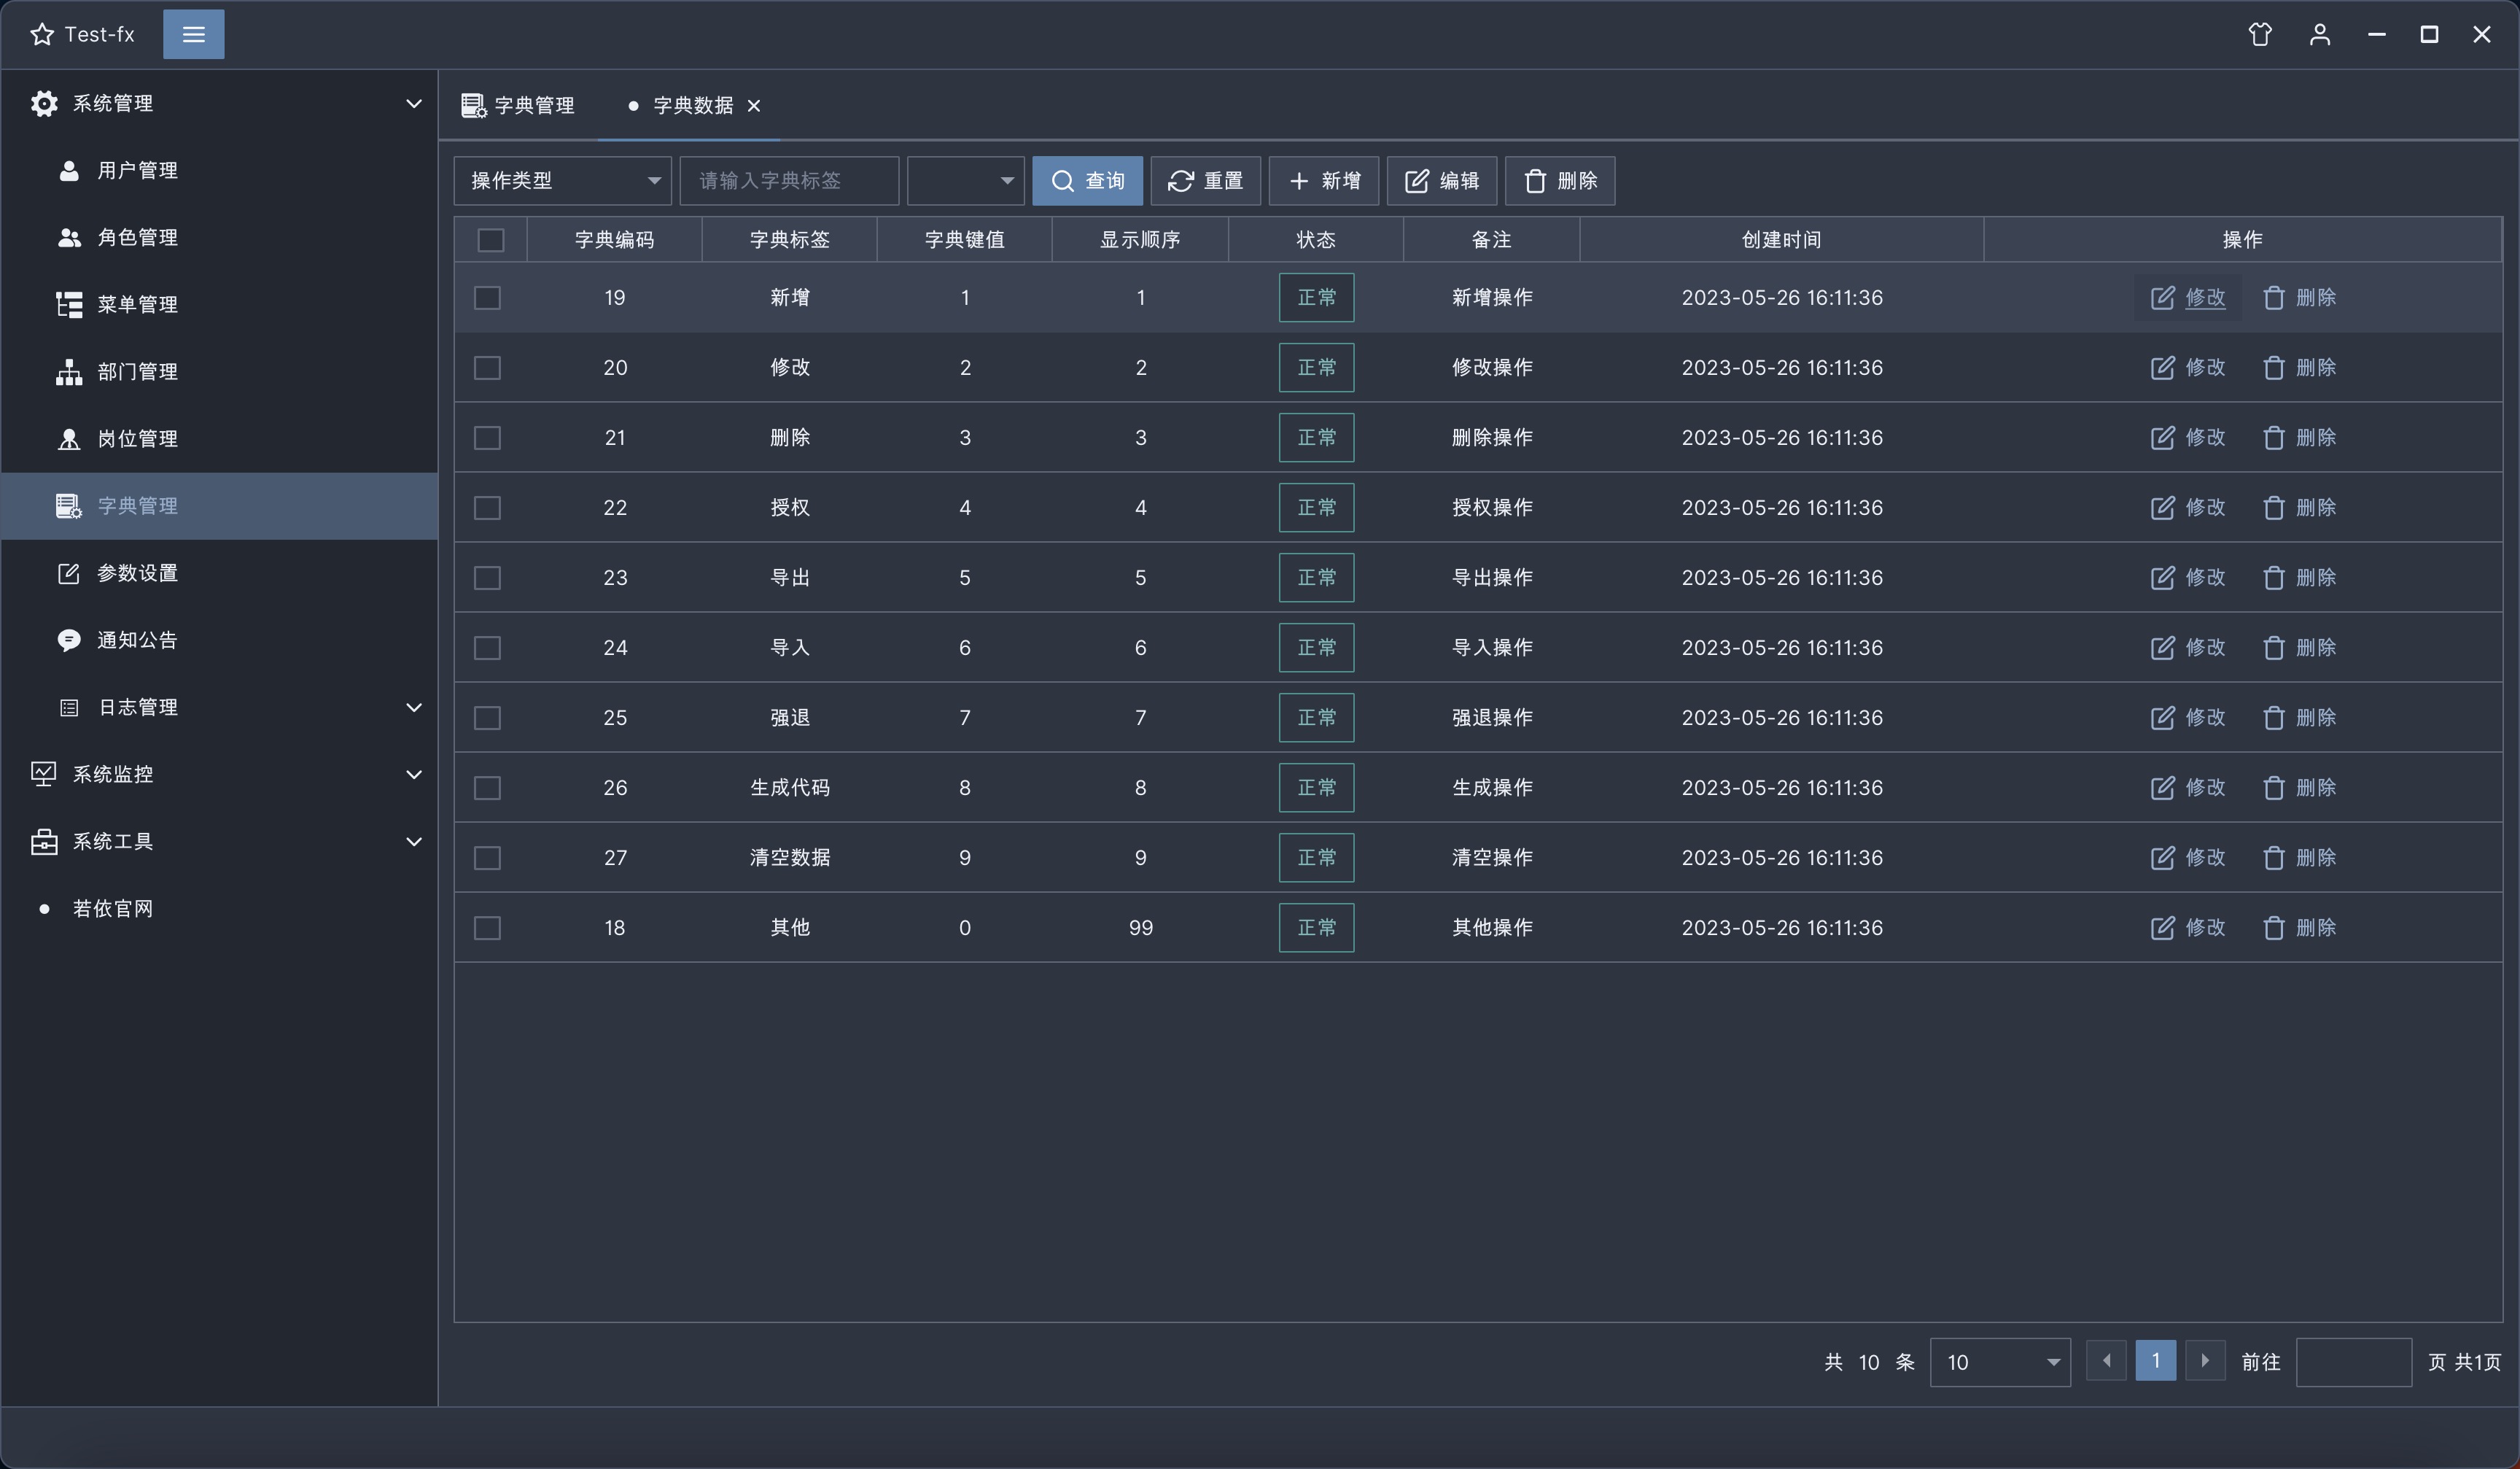 Test-fx
系统管理
用户管理
角色管理
菜单管理
部门管理
岗位管理
字典管理
参数设置
通知公告
日志管理
系统监控
系统工具
若依官网
字典管理 字典数据
操作类型 请输入字典标签 查询 重置 新增 编辑 删除
字典编码 字典标签 字典键值 显示顺序 状态 备注 创建时间 操作
19 新增 1 1 正常 新增操作 2023-05-26 16:11:36 修改 删除
20 修改 2 2 正常 修改操作 2023-05-26 16:11:36 修改 删除
21 删除 3 3 正常 删除操作 2023-05-26 16:11:36 修改 删除
22 授权 4 4 正常 授权操作 2023-05-26 16:11:36 修改 删除
23 导出 5 5 正常 导出操作 2023-05-26 16:11:36 修改 删除
24 导入 6 6 正常 导入操作 2023-05-26 16:11:36 修改 删除
25 强退 7 7 正常 强退操作 2023-05-26 16:11:36 修改 删除
26 生成代码 8 8 正常 生成操作 2023-05-26 16:11:36 修改 删除
27 清空数据 9 9 正常 清空操作 2023-05-26 16:11:36 修改 删除
18 其他 0 99 正常 其他操作 2023-05-26 16:11:36 修改 删除
共 10 条 10 1 前往 页 共1页